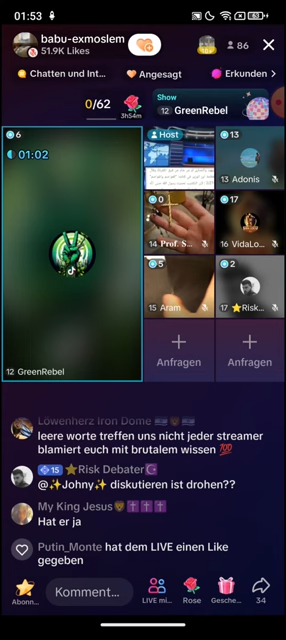 01:53
63
babu-exmoslem
51.9K Likes
86
Chatten und Int...
Angesagt
Erkunden >
0/62
3h54m
Show
12 GreenRebel
6
01:02
12 GreenRebel
Host
13
13 Adonis
0
14 Prof. S...
17
16 VidaLo...
5
15 Aram
2
17 ⭐Risk...
Anfragen
Anfragen
Löwenherz Iron Dome
leere worte treffen uns nicht jeder streamer
blamiert euch mit brutalem wissen 💯
15 ⭐Risk Debater☪
@✨Johny✨ diskutieren ist drohen??
My King Jesus🦁✝✝✝
Hat er ja
Putin_Monte hat dem LIVE einen Like
gegeben
Komment...
Abonn...
LIVE mi...
Rose
Gesche...
34